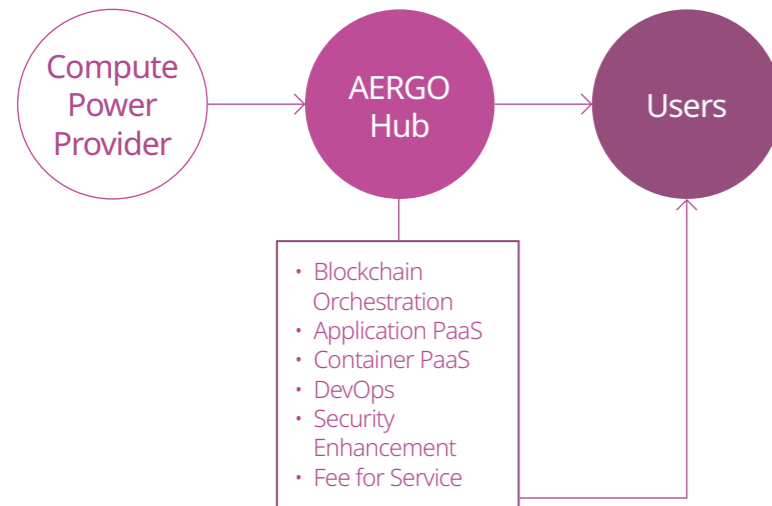 Compute
Power
Provider
AERGO
Hub
Users
• Blockchain
Orchestration
• Application PaaS
• Container PaaS
• DevOps
• Security
Enhancement
• Fee for Service